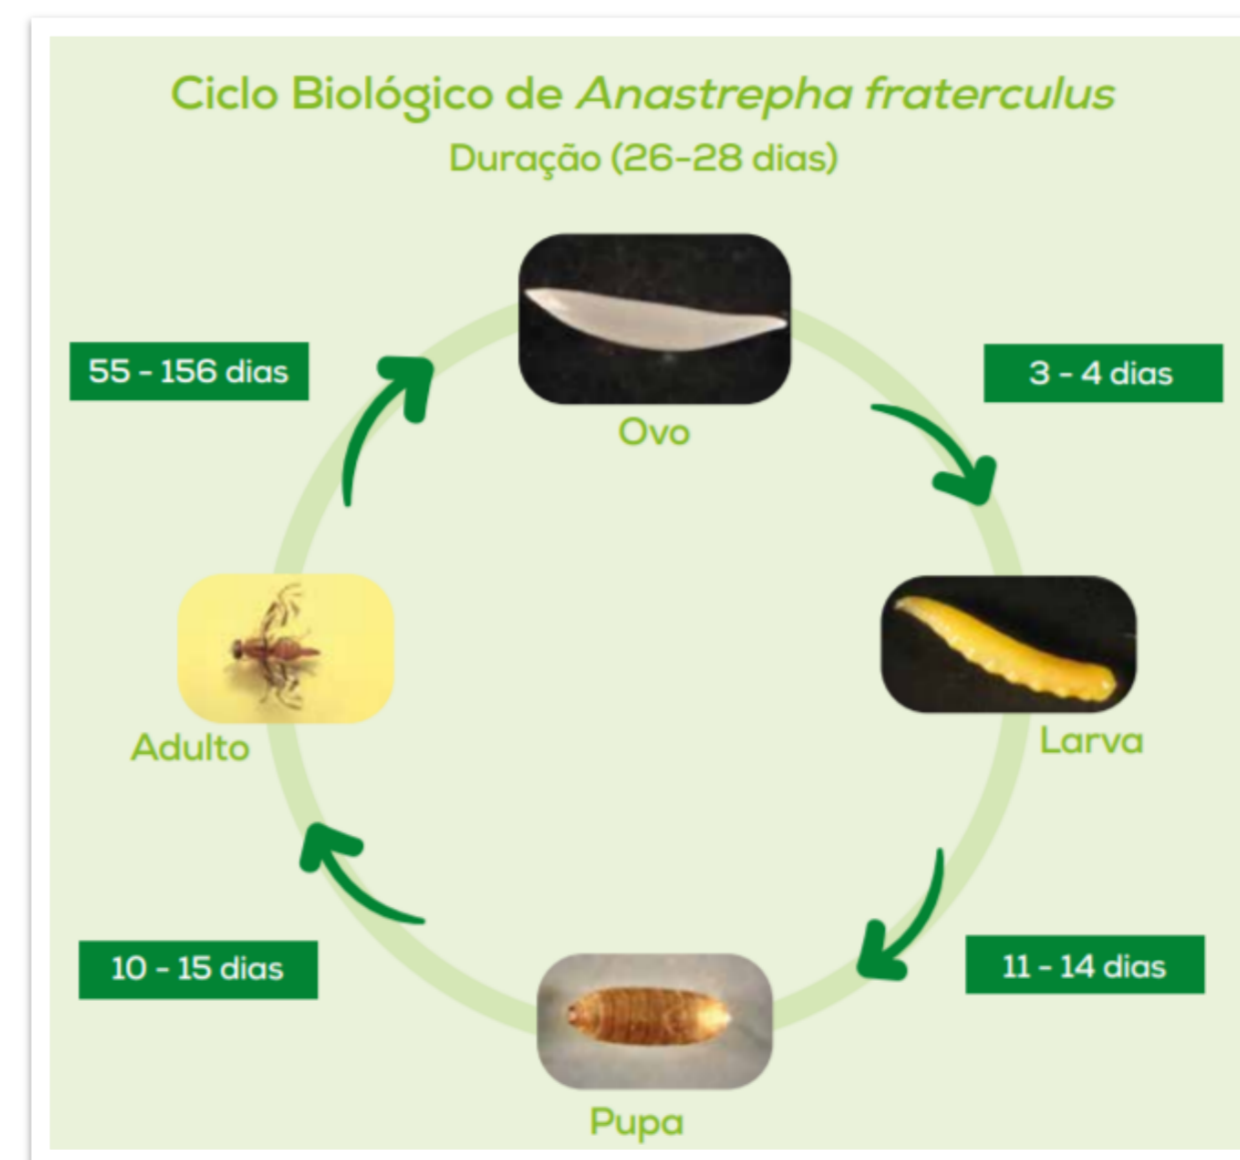 Ciclo Biológico de Anastrepha fraterculus
Duração (26-28 dias)
55 - 156 dias
3 - 4 dias
Ovo
Adulto
Larva
10 - 15 dias
11 - 14 dias
Pupa